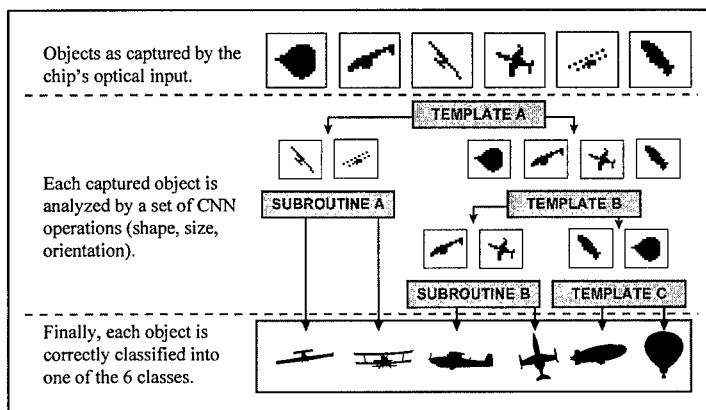 Objects as captured by the
chip's optical input.
TEMPLATE A
Each captured object is
analyzed by a set of CNN
operations (shape, size,
orientation).
SUBROUTINE A
TEMPLATE B
SUBROUTINE B
TEMPLATE C
Finally, each object is
correctly classified into
one of the 6 classes.